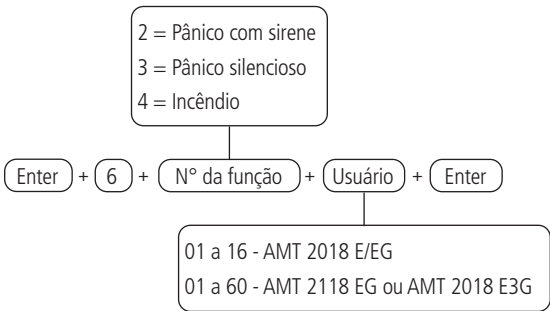 2 = Pânico com sirene
3 = Pânico silencioso
4 = Incêndio
Enter + 6 + N° da função + Usuário + Enter
01 a 16 - AMT 2018 E/EG
01 a 60 - AMT 2118 EG ou AMT 2018 E3G